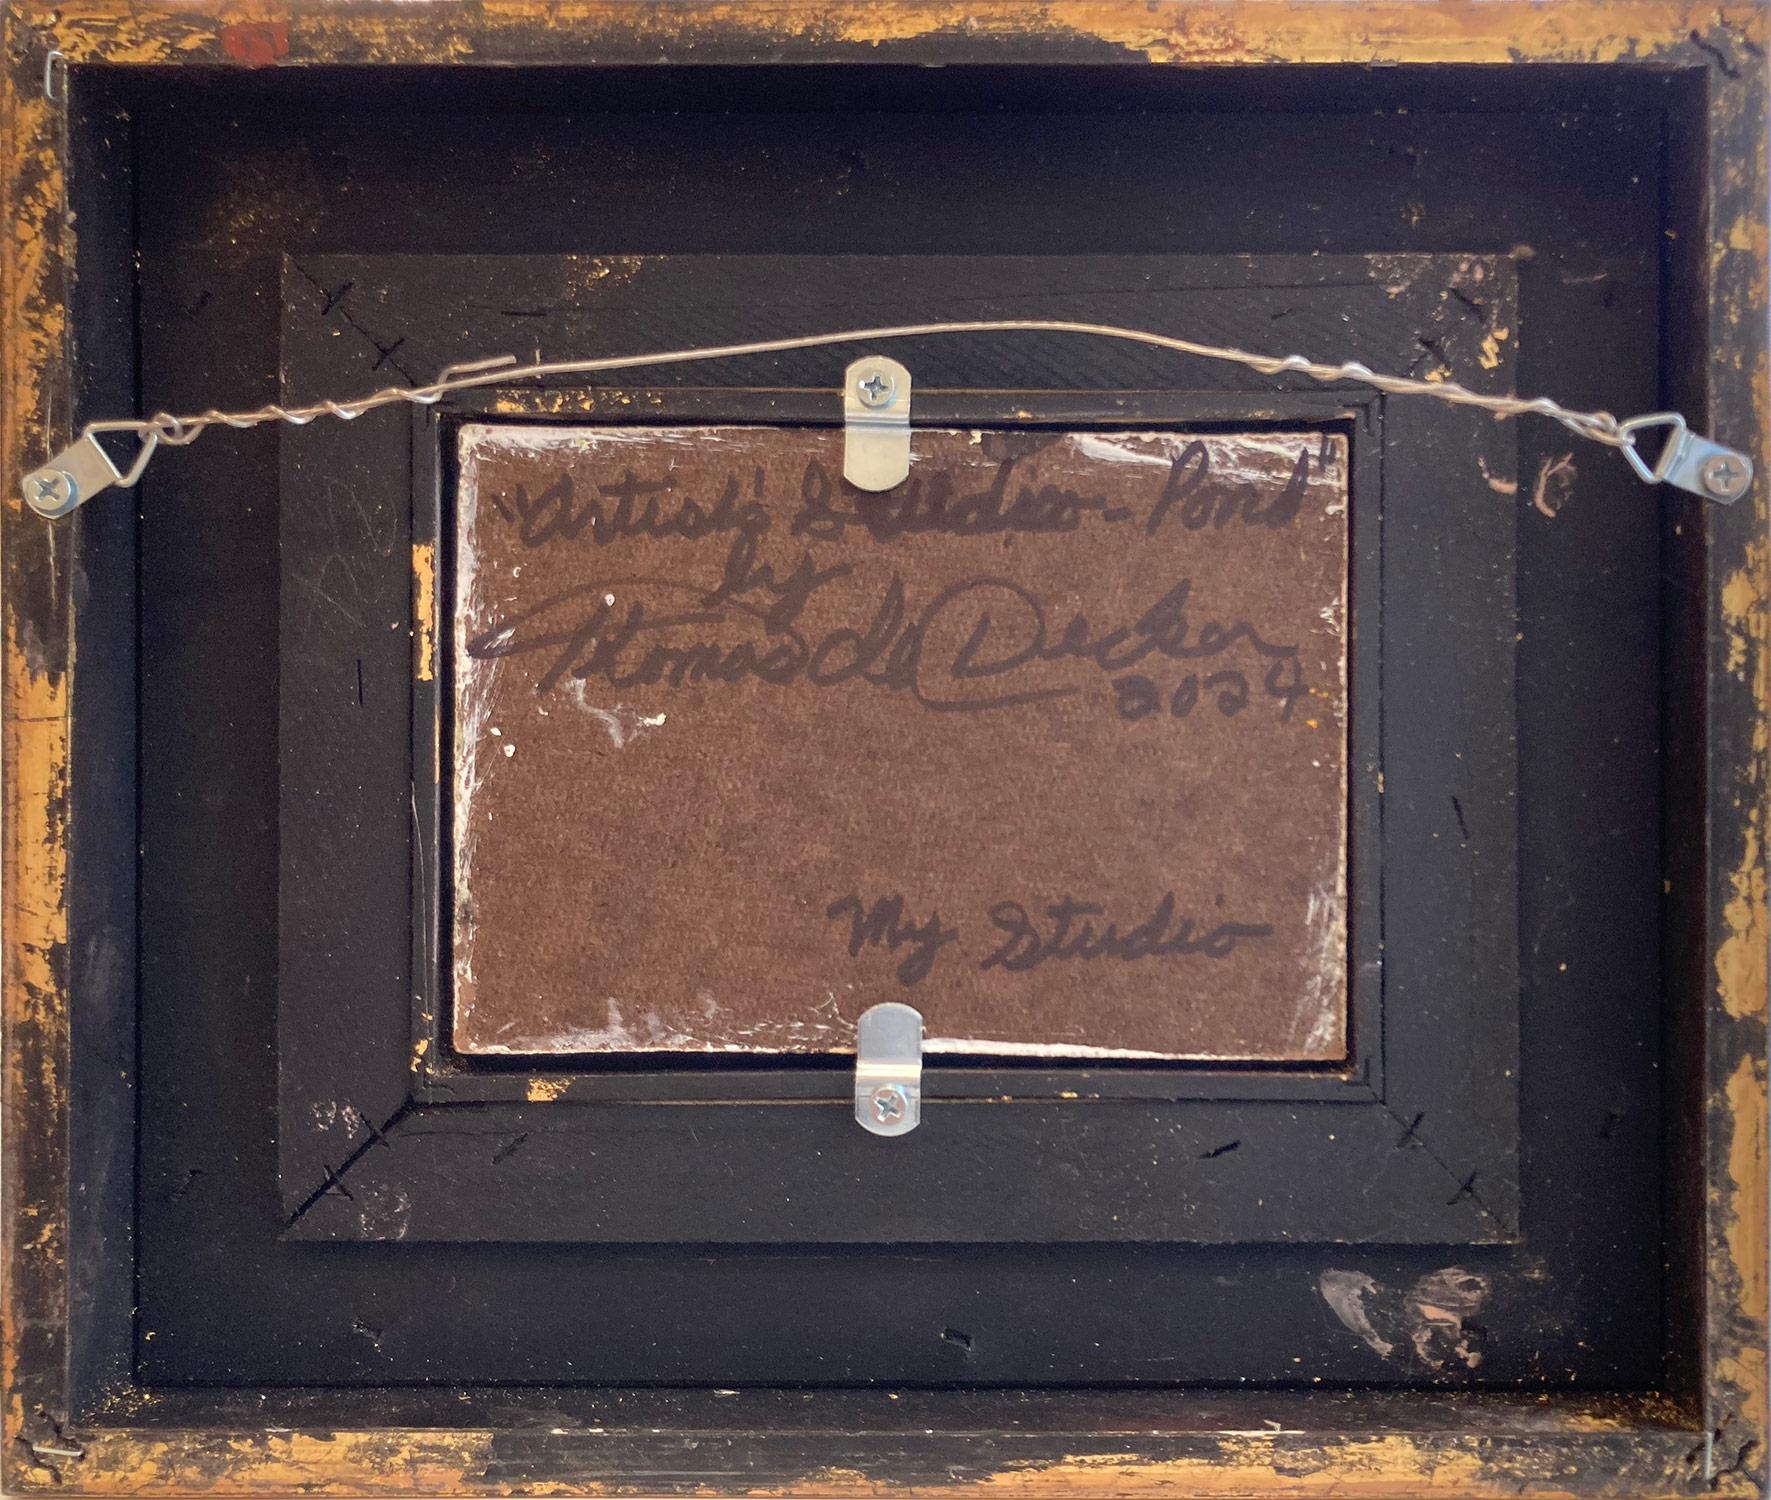 "Artist's Studio - Pond"
by
Thomas de Decker
2024
My Studio